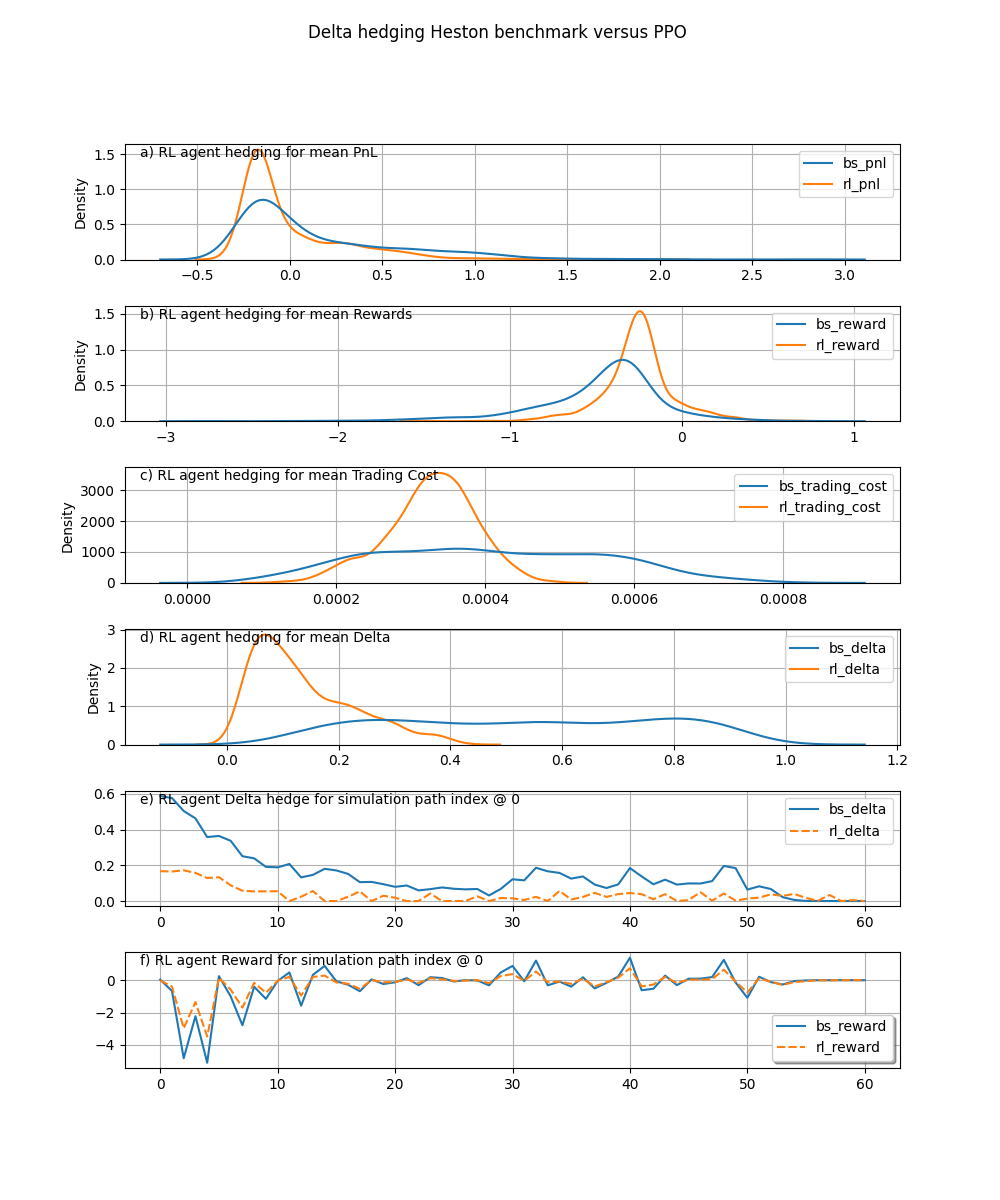 Delta hedging Heston benchmark versus PPO
a) RL agent hedging for mean PnL
bs_pnl
rl_pnl
Density
1.5
1.0
0.5
0.0
−0.5 0.0 0.5 1.0 1.5 2.0 2.5 3.0
b) RL agent hedging for mean Rewards
bs_reward
rl_reward
Density
1.5
1.0
0.5
0.0
−3 −2 −1 0 1
c) RL agent hedging for mean Trading Cost
bs_trading_cost
rl_trading_cost
Density
3000
2000
1000
0
0.0000 0.0002 0.0004 0.0006 0.0008
d) RL agent hedging for mean Delta
bs_delta
rl_delta
Density
3
2
1
0
0.0 0.2 0.4 0.6 0.8 1.0 1.2
e) RL agent Delta hedge for simulation path index @ 0
bs_delta
rl_delta
0.6
0.4
0.2
0.0
0 10 20 30 40 50 60
f) RL agent Reward for simulation path index @ 0
bs_reward
rl_reward
0
−2
−4
0 10 20 30 40 50 60